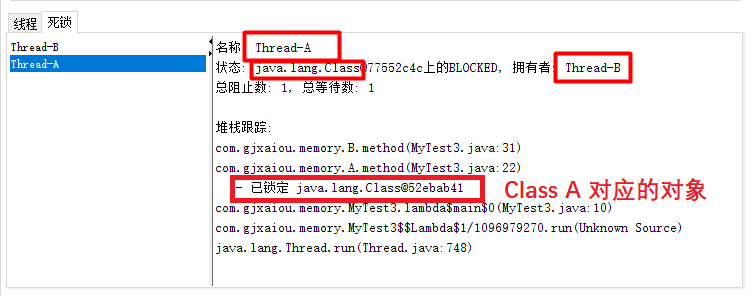 线程 死锁
Thread-B
Thread-A
名称: Thread-A
状态: java.lang.Class@77552c4c上的BLOCKED, 拥有者: Thread-B
总阻止数: 1, 总等待数: 1
堆栈跟踪:
com.gjxaiou.memory.B.method(MyTest3.java:31)
com.gjxaiou.memory.A.method(MyTest3.java:22)
- 已锁定 java.lang.Class@52ebab41
Class A 对应的对象
com.gjxaiou.memory.MyTest3.lambda$main$0(MyTest3.java:10)
com.gjxaiou.memory.MyTest3$$Lambda$1/1096979270.run(Unknown Source)
java.lang.Thread.run(Thread.java:748)